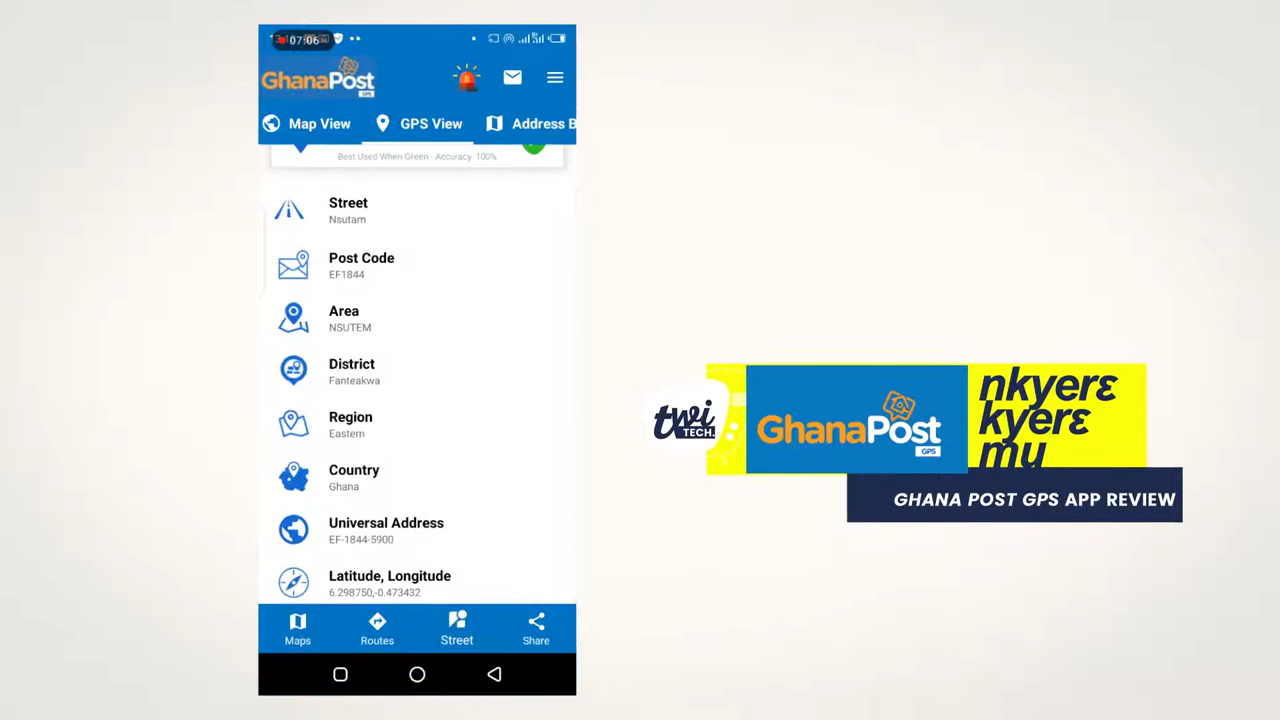 07:06
GhanaPost
GPS
Map View
GPS View
Address B
Best Used When Green - Accuracy: 100%
Street
Nsutam
Post Code
EF1844
Area
NSUTEM
District
Fanteakwa
Region
Eastern
Country
Ghana
Universal Address
EF-1844-5900
Latitude, Longitude
6.298750,-0.473432
Maps
Routes
Street
Share
twi
TECH.
GhanaPost
GPS
nkyerɛ
kyerɛ
mu
GHANA POST GPS APP REVIEW